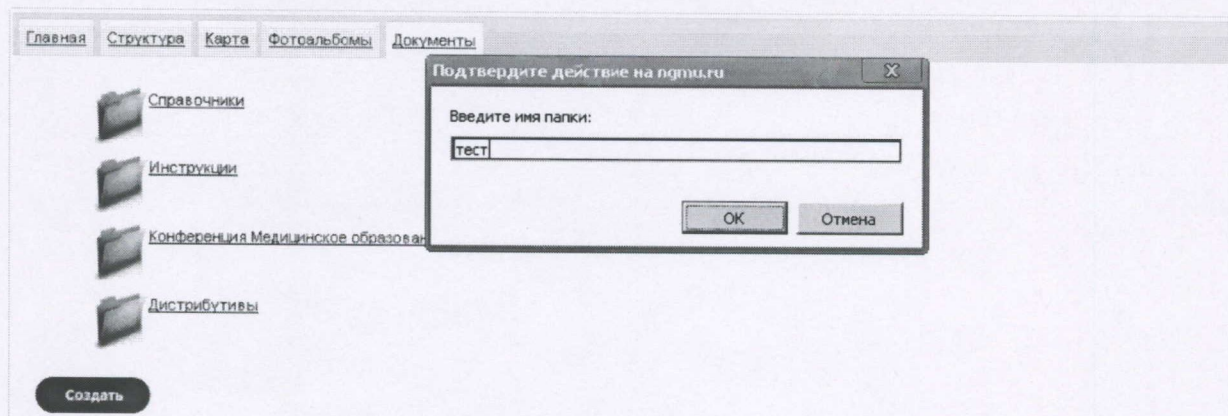 Главная Структура Карта Фотоальбомы Документы
Подтвердите действие на ngmu.ru
Справочники
Введите имя папки:
тест
Инструкции
OK Отмена
Конференция Медицинское образован
Дистрибутивы
Создать